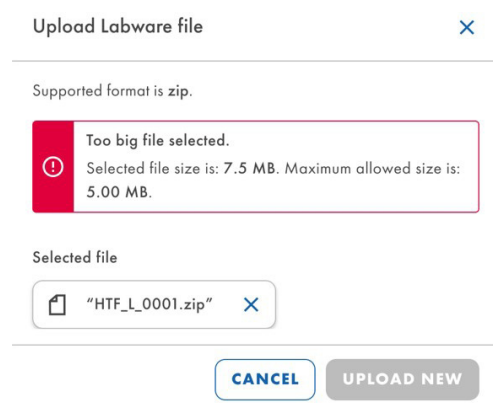 Upload Labware file
Supported format is zip.
Too big file selected.
Selected file size is: 7.5 MB. Maximum allowed size is:
5.00 MB.
Selected file
“HTF_L_0001.zip”
CANCEL
UPLOAD NEW